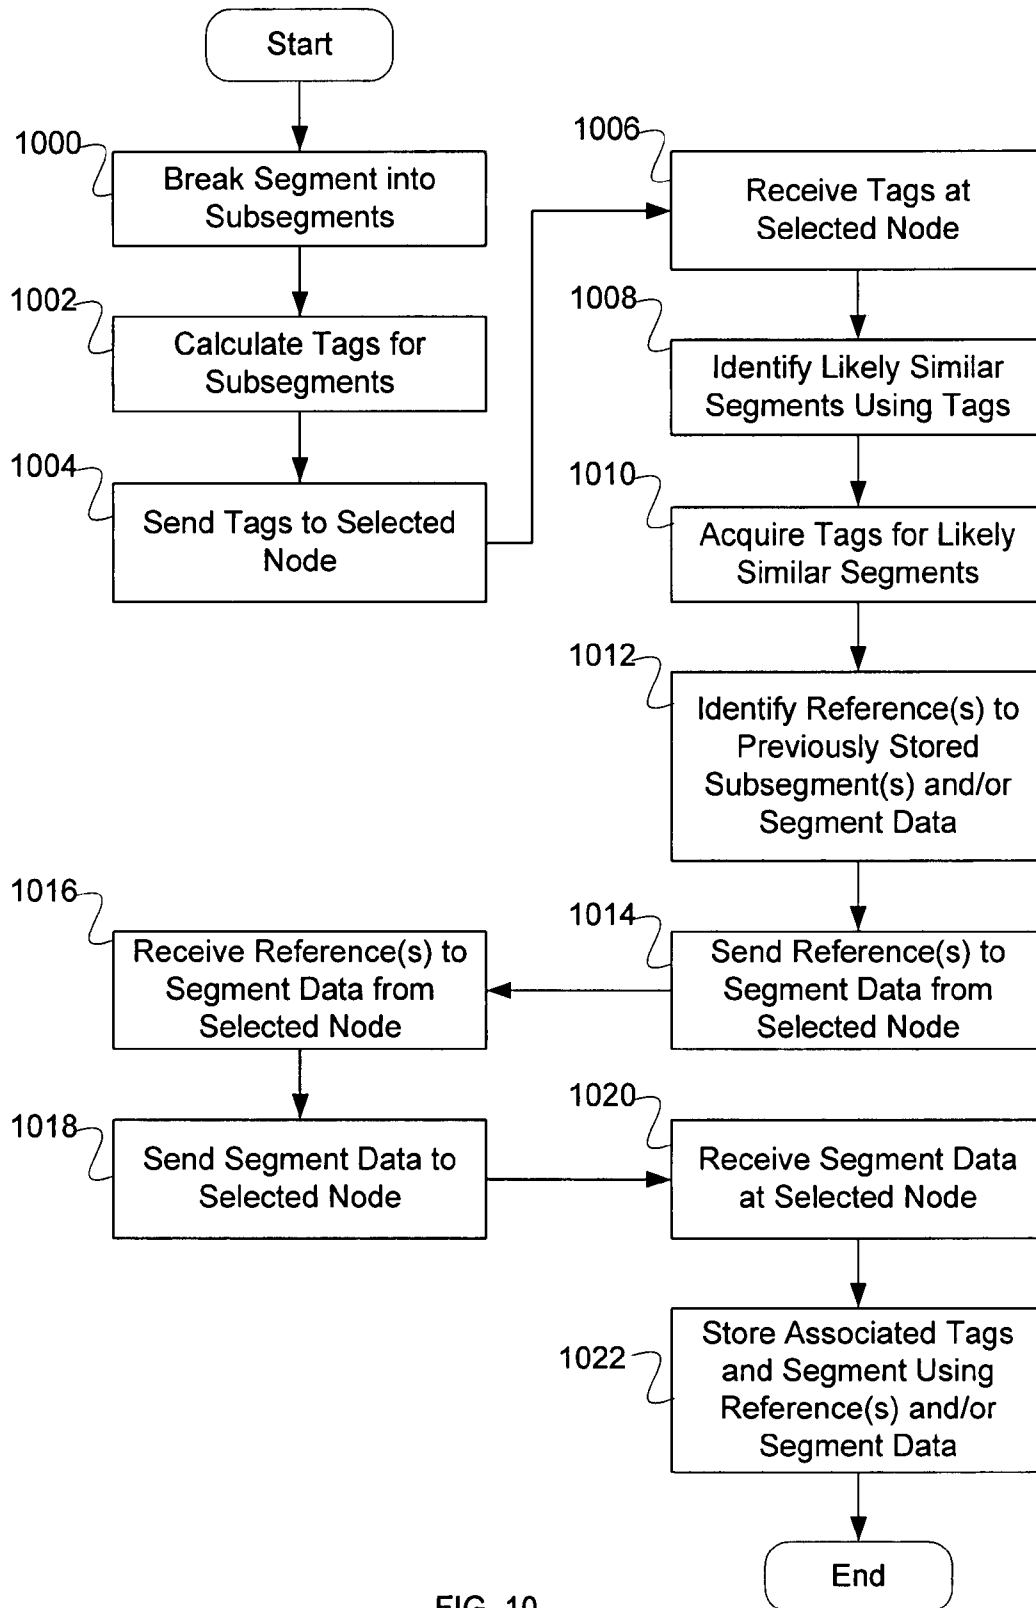 Start
1000
Break Segment into
Subsegments
1002
Calculate Tags for
Subsegments
1004
Send Tags to Selected
Node
1006
Receive Tags at
Selected Node
1008
Identify Likely Similar
Segments Using Tags
1010
Acquire Tags for Likely
Similar Segments
1012
Identify Reference(s) to
Previously Stored
Subsegment(s) and/or
Segment Data
1014
Send Reference(s) to
Segment Data from
Selected Node
1016
Receive Reference(s) to
Segment Data from
Selected Node
1018
Send Segment Data to
Selected Node
1020
Receive Segment Data
at Selected Node
1022
Store Associated Tags
and Segment Using
Reference(s) and/or
Segment Data
End
FIG. 10